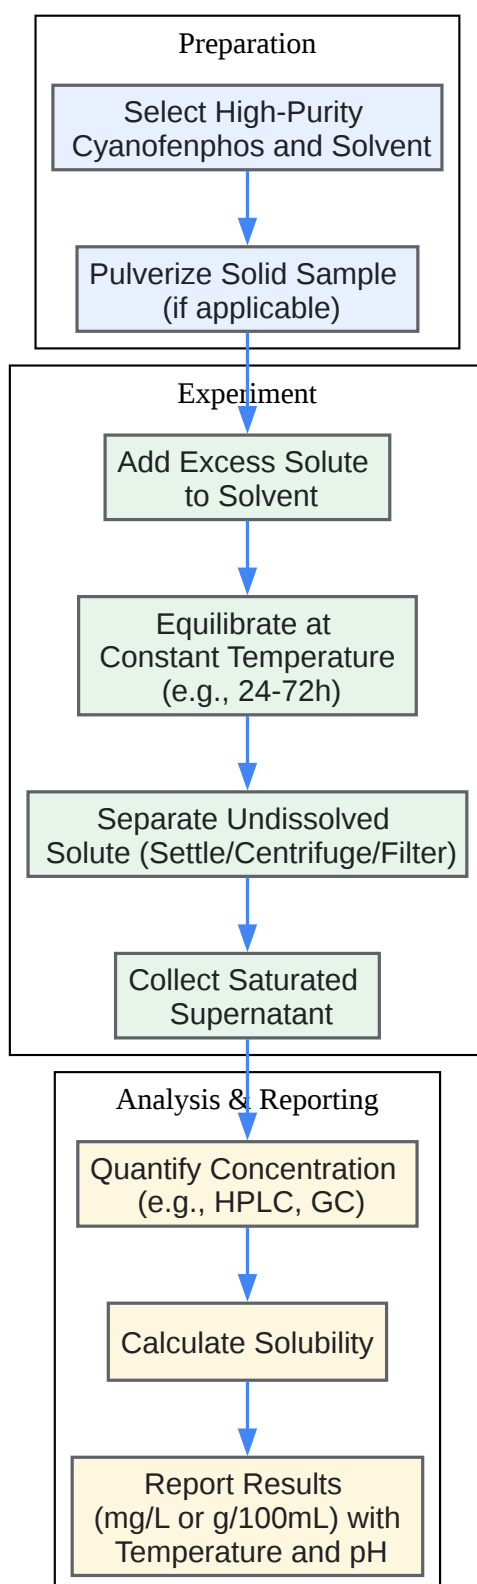 Preparation
Select High-Purity
Cyanofenphos and Solvent
Pulverize Solid Sample
(if applicable)
Experiment
Add Excess Solute
to Solvent
Equilibrate at
Constant Temperature
(e.g., 24-72h)
Separate Undissolved
Solute (Settle/Centrifuge/Filter)
Collect Saturated
Supernatant
Analysis & Reporting
Quantify Concentration
(e.g., HPLC, GC)
Calculate Solubility
Report Results
(mg/L or g/100mL) with
Temperature and pH